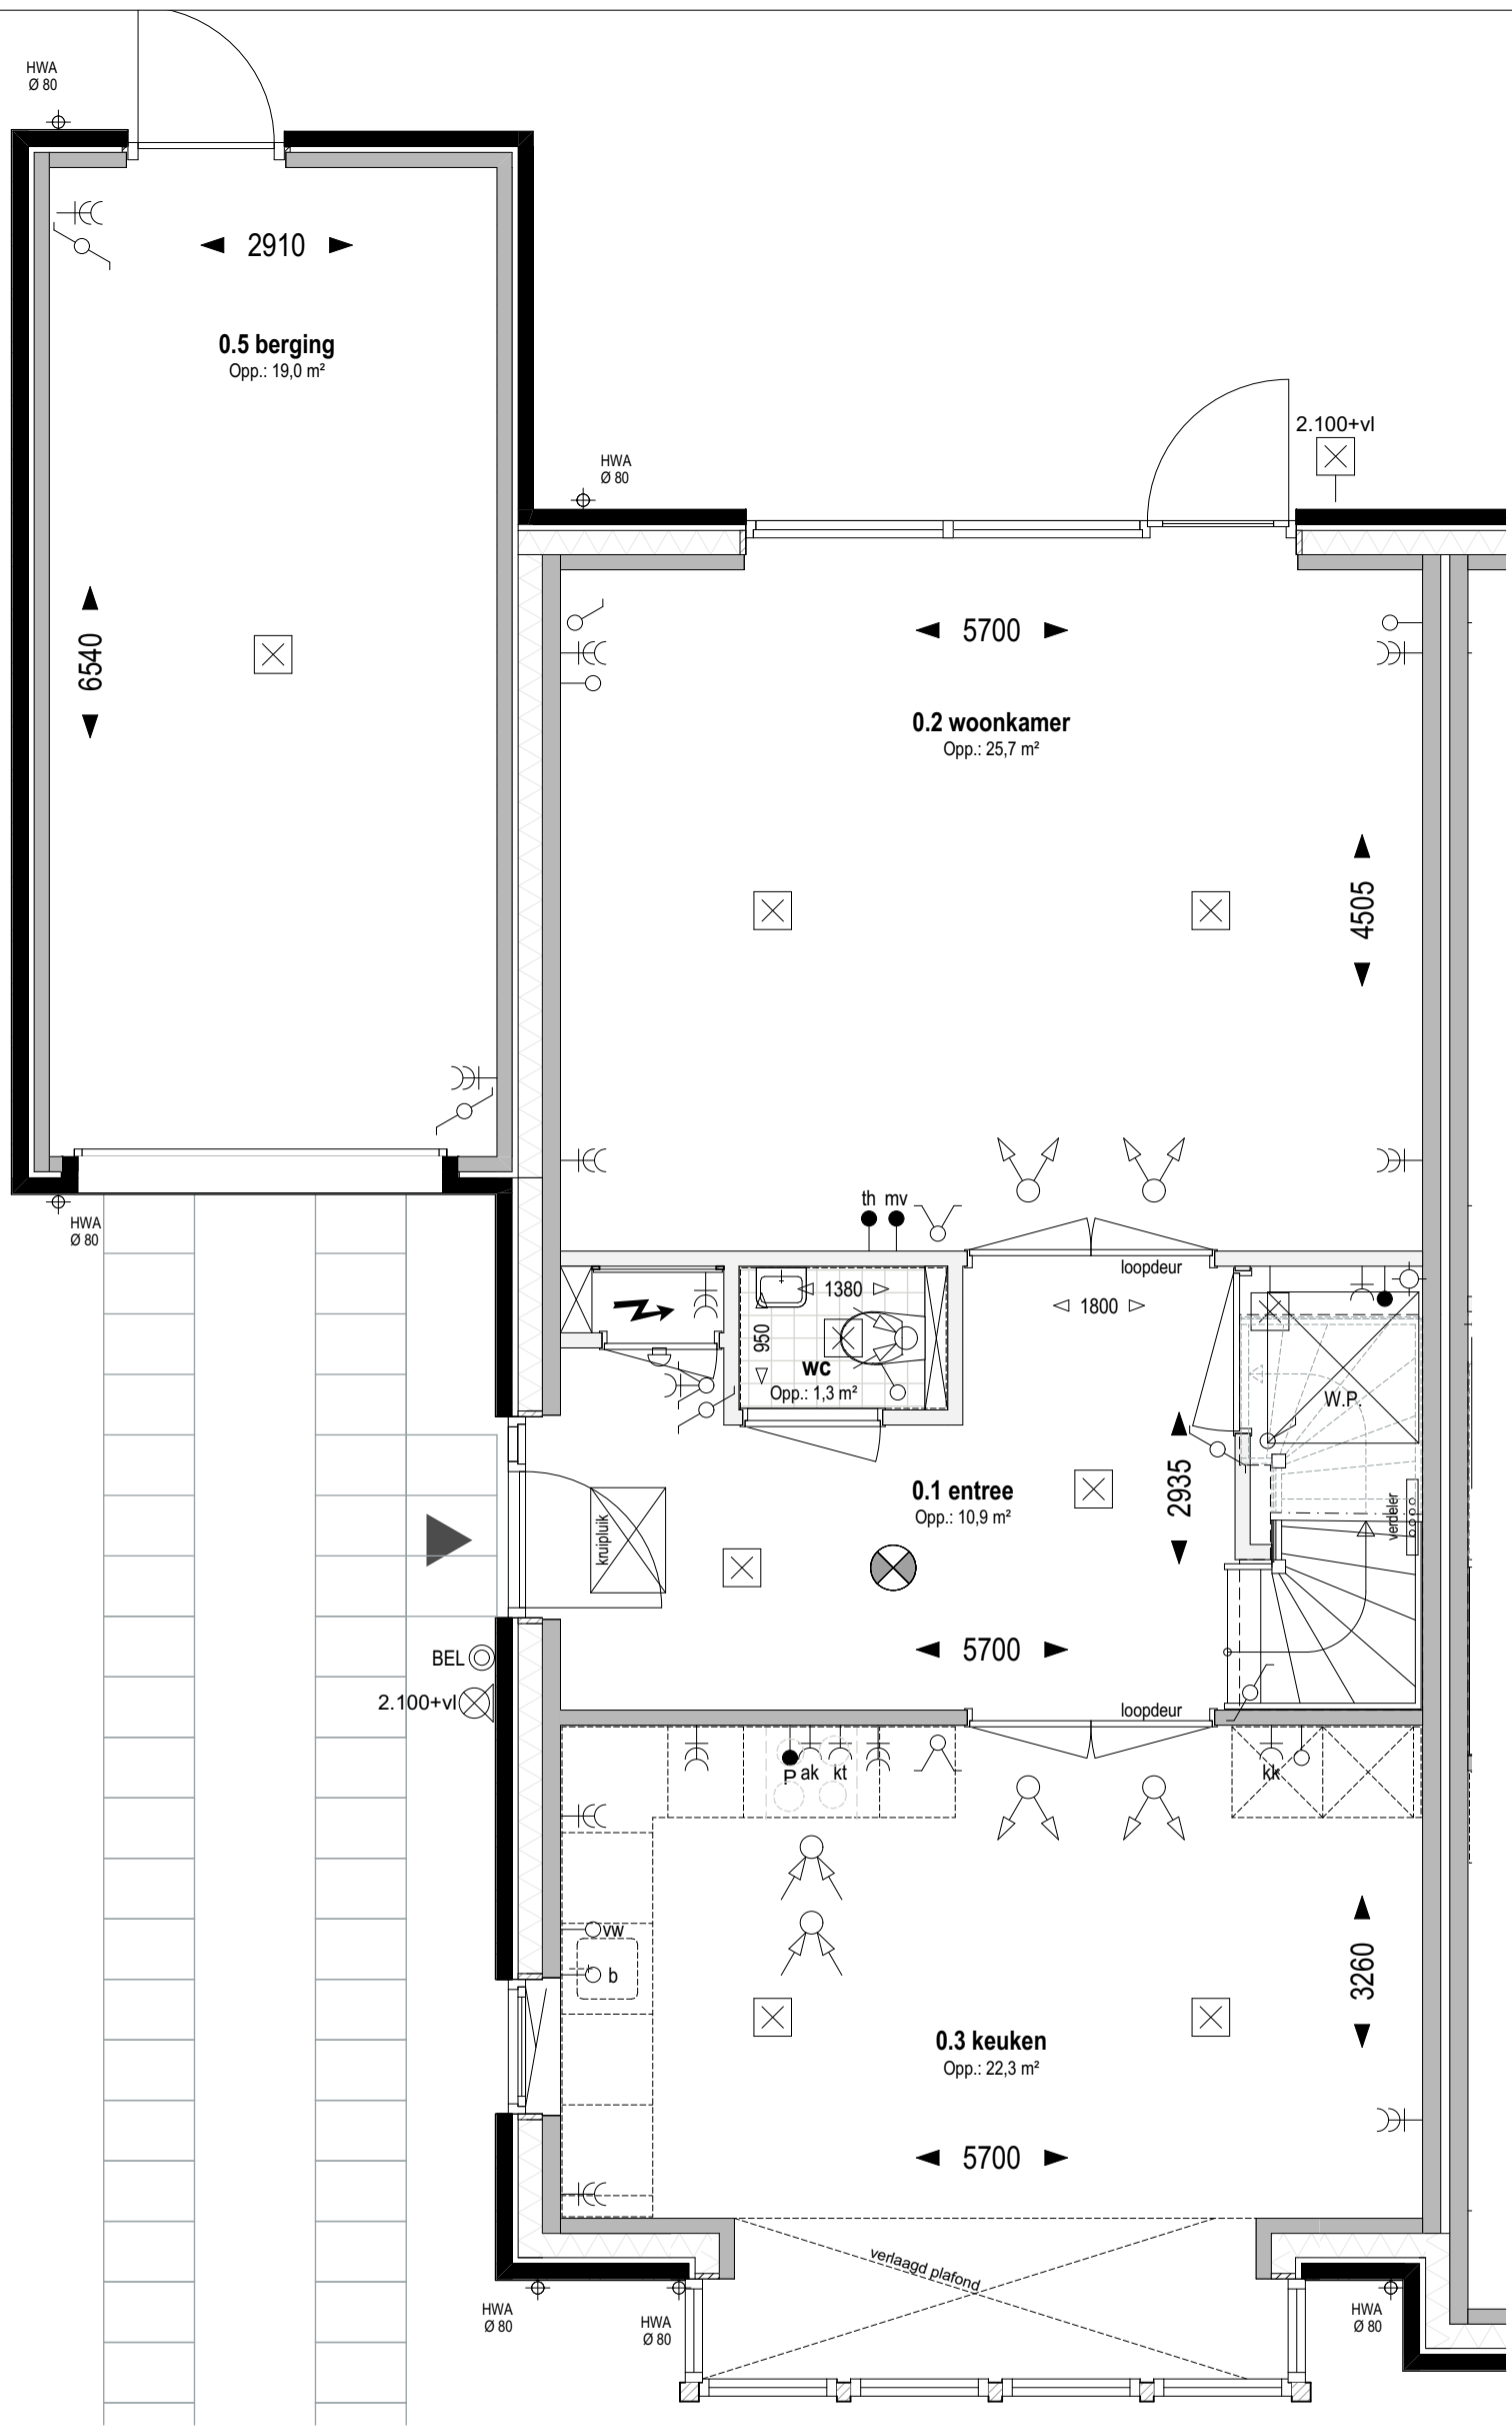 HWA
Ø 80
2910
0.5 berging
Opp.: 19,0 m²
6540
HWA
Ø 80
2.100+vl
HWA
Ø 80
5700
0.2 woonkamer
Opp.: 25,7 m²
4505
th mv
loopdeur
1380
950
wc
Opp.: 1,3 m²
1800
W.P.
verdeler
2935
0.1 entree
Opp.: 10,9 m²
kruipluik
5700
BEL
2.100+vl
loopdeur
P ak kt
kk
vw
b
3260
0.3 keuken
Opp.: 22,3 m²
5700
verlaagd plafond
HWA
Ø 80
HWA
Ø 80
HWA
Ø 80